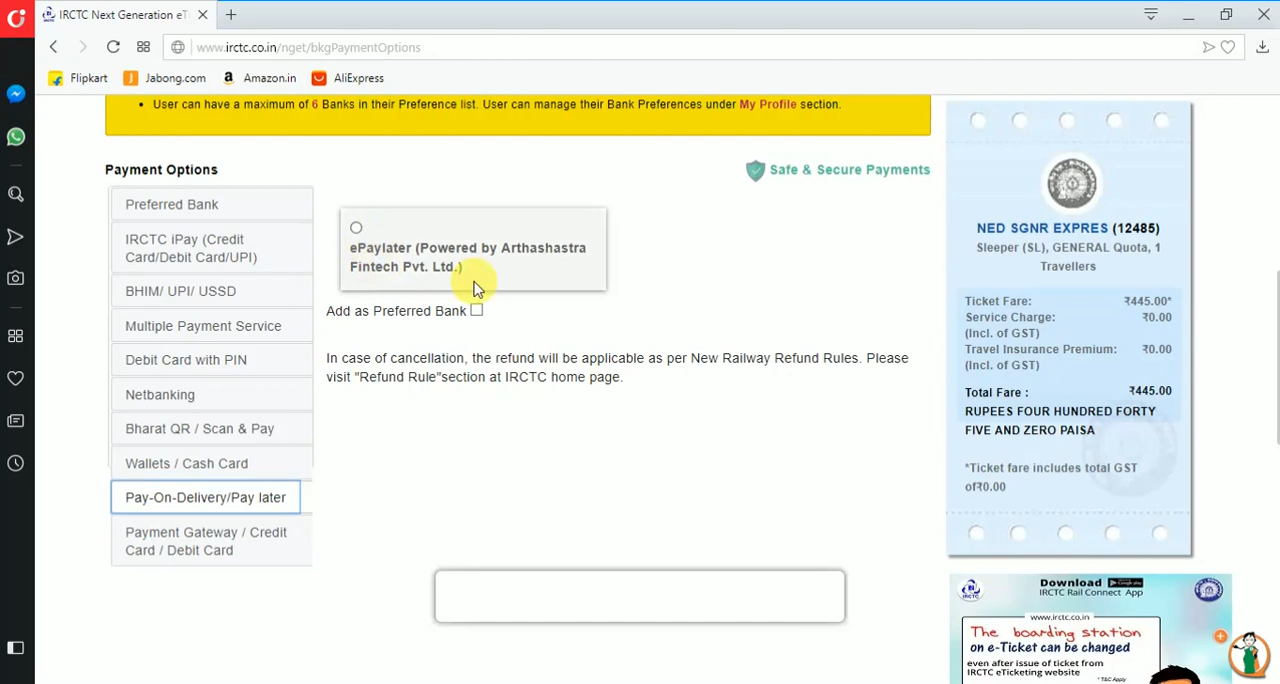 IRCTC Next Generation eTi
www.irctc.co.in/nget/bkgPaymentOptions
Flipkart
Jabong.com
Amazon.in
AliExpress
• User can have a maximum of 6 Banks in their Preference list. User can manage their Bank Preferences under My Profile section.
Payment Options
Safe & Secure Payments
Preferred Bank
IRCTC iPay (Credit
Card/Debit Card/UPI)
BHIM/ UPI/ USSD
Multiple Payment Service
Debit Card with PIN
Netbanking
Bharat QR / Scan & Pay
Wallets / Cash Card
Pay-On-Delivery/Pay later
Payment Gateway / Credit
Card / Debit Card
ePaylater (Powered by Arthashastra
Fintech Pvt. Ltd.)
Add as Preferred Bank
In case of cancellation, the refund will be applicable as per New Railway Refund Rules. Please
visit "Refund Rule"section at IRCTC home page.
NED SGNR EXPRES (12485)
Sleeper (SL), GENERAL Quota, 1
Travellers
Ticket Fare: ₹445.00*
Service Charge: ₹0.00
(Incl. of GST)
Travel Insurance Premium: ₹0.00
(Incl. of GST)
Total Fare : ₹445.00
RUPEES FOUR HUNDRED FORTY
FIVE AND ZERO PAISA
*Ticket fare includes total GST
of₹0.00
Download
IRCTC Rail Connect App
www.irctc.co.in
The boarding station
on e-Ticket can be changed
even after issue of ticket from
IRCTC eTicketing website
*T&C Apply